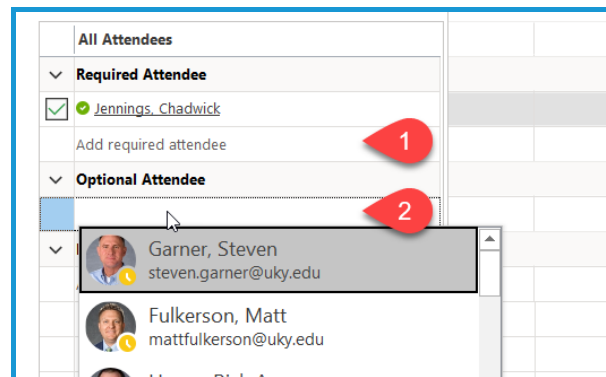 All Attendees
Required Attendee
Jennings, Chadwick
Add required attendee
1
Optional Attendee
2
Garner, Steven
steven.garner@uky.edu
Fulkerson, Matt
mattfulkerson@uky.edu